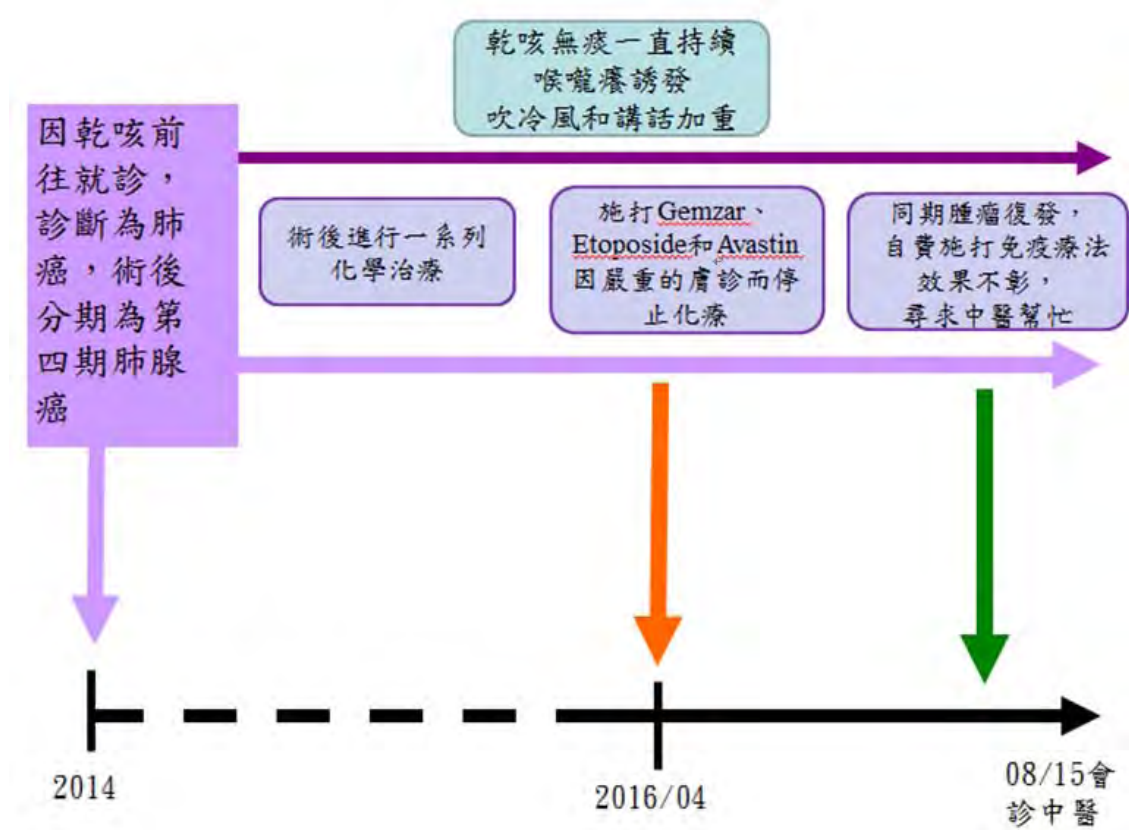 乾咳無痰一直持續
喉嚨癢誘發
吹冷風和講話加重
因乾咳前
往就診，
診斷為肺
癌，術後
分期為第
四期肺腺
癌
術後進行一系列
化學治療
施打Gemzar、
Etoposide和Avastin
因嚴重的膚診而停
止化療
同期腫瘤復發，
自費施打免疫療法
效果不彰，
尋求中醫幫忙
2014
2016/04
08/15會
診中醫